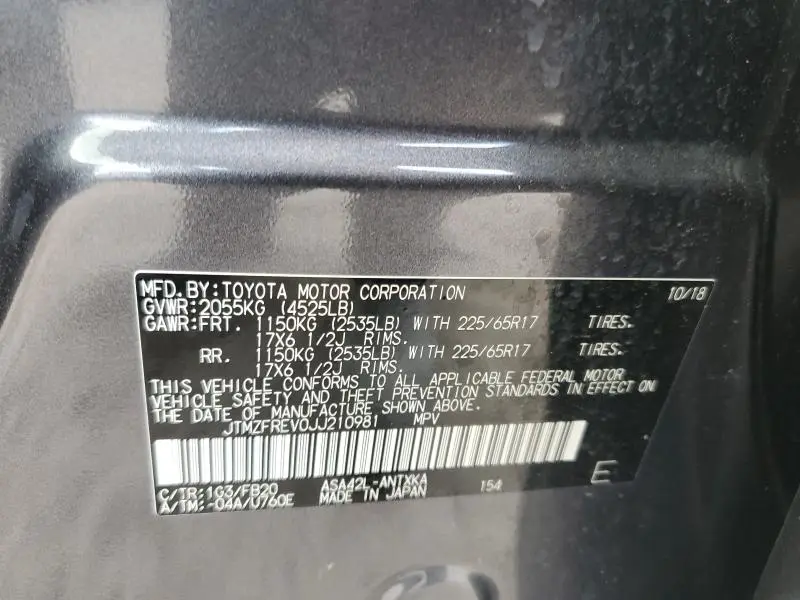 MFD. BY: TOYOTA MOTOR CORPORATION 10/18
GVWR: 2055KG (4525LB)
GAWR: FRT. 1150KG (2535LB) WITH 225/65R17 TIRES.
17X6 1/2J RIMS.
RR. 1150KG (2535LB) WITH 225/65R17 TIRES.
17X6 1/2J RIMS.
THIS VEHICLE CONFORMS TO ALL APPLICABLE FEDERAL MOTOR
VEHICLE SAFETY AND THEFT PREVENTION STANDARDS IN EFFECT ON
THE DATE OF MANUFACTURE SHOWN ABOVE.
JTMZFREV0JJ210981 MPV
C/TR: 1G3/FB20 ASA42L-ANTXKA 154 E
A/TM: -04A/U760E MADE IN JAPAN